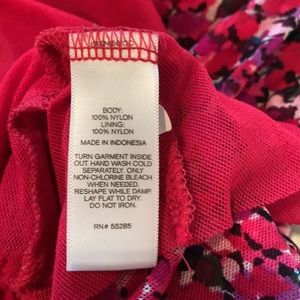 BODY:
100% NYLON
LINING:
100% NYLON
MADE IN INDONESIA
TURN GARMENT INSIDE
OUT. HAND WASH COLD
SEPARATELY. ONLY
NON-CHLORINE BLEACH
WHEN NEEDED.
RESHAPE WHILE DAMP.
LAY FLAT TO DRY.
DO NOT IRON.
RN# 55285